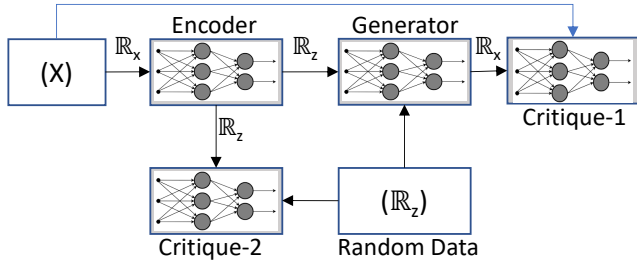 Encoder
Generator
(X)
ℝx
ℝz
ℝx
Critique-1
ℝz
(ℝz)
Critique-2
Random Data